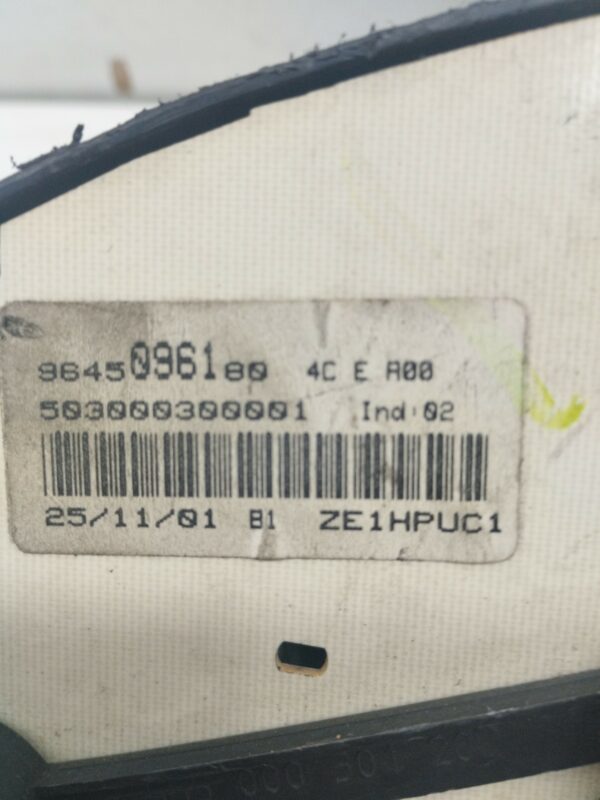 9645096180 4C E A00
503000300001 Ind:02
25/11/01 B1 ZE1HPUC1